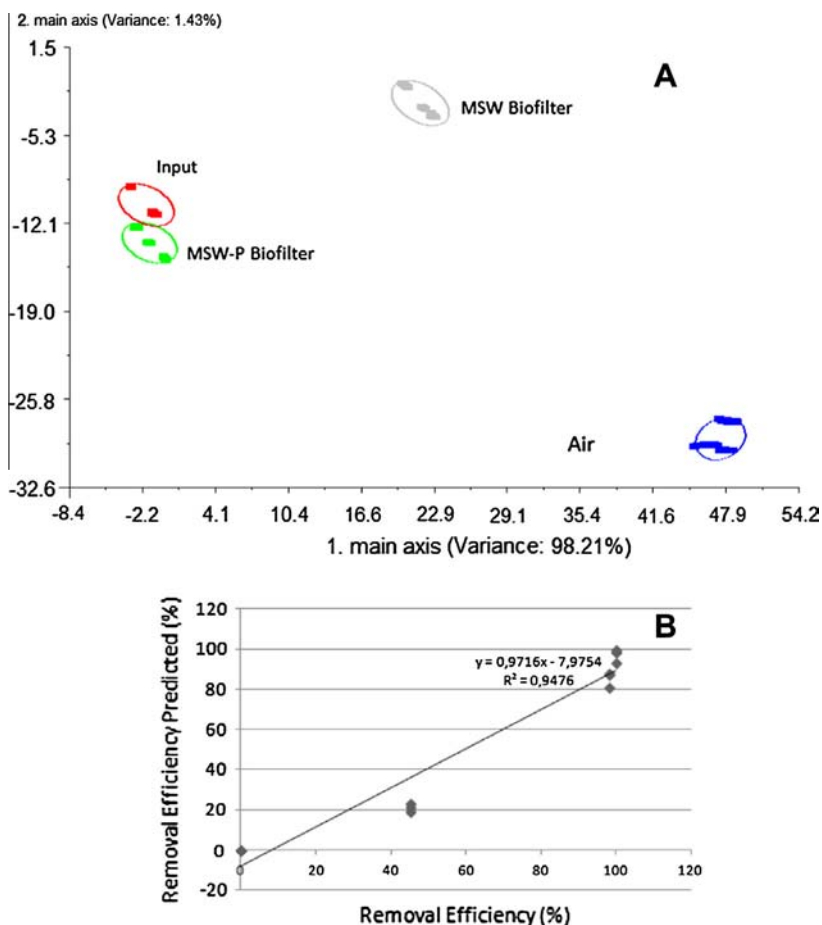 2. main axis (Variance: 1.43%)
1.5
A
MSW Biofilter
-5.3
Input
-12.1
MSW-P Biofilter
-19.0
-25.8
Air
-32.6
-8.4 -2.2 4.1 10.4 16.6 22.9 29.1 35.4 41.6 47.9 54.2
1. main axis (Variance: 98.21%)
Removal Efficiency Predicted (%)
120
B
100
y = 0,9716x - 7,9754
R² = 0,9476
80
60
40
20
0
-20
0 20 40 60 80 100 120
Removal Efficiency (%)